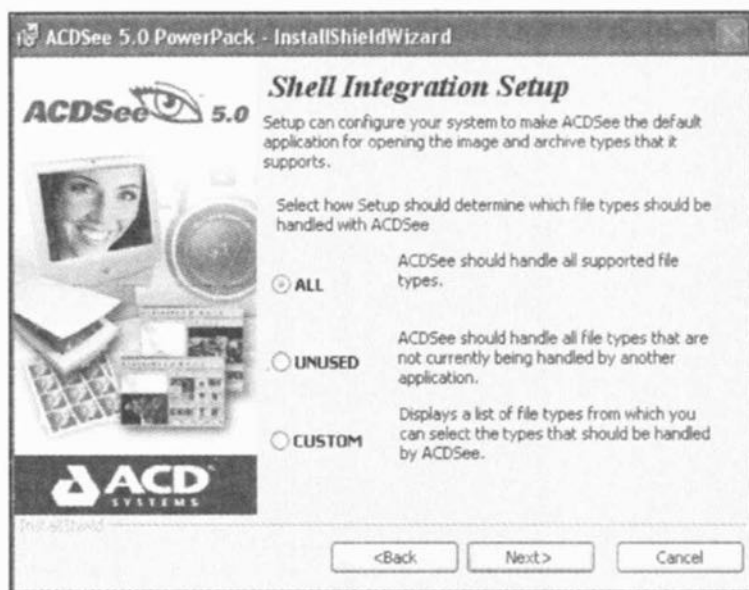 ACDSee 5.0 PowerPack - InstallShieldWizard
ACDSee 5.0
Shell Integration Setup
Setup can configure your system to make ACDSee the default
application for opening the image and archive types that it
supports.
Select how Setup should determine which file types should be
handled with ACDSee
ALL
ACDSee should handle all supported file
types.
UNUSED
ACDSee should handle all file types that are
not currently being handled by another
application.
CUSTOM
Displays a list of file types from which you
can select the types that should be handled
by ACDSee.
ACD
SYSTEMS
InstallShield
<Back
Next>
Cancel